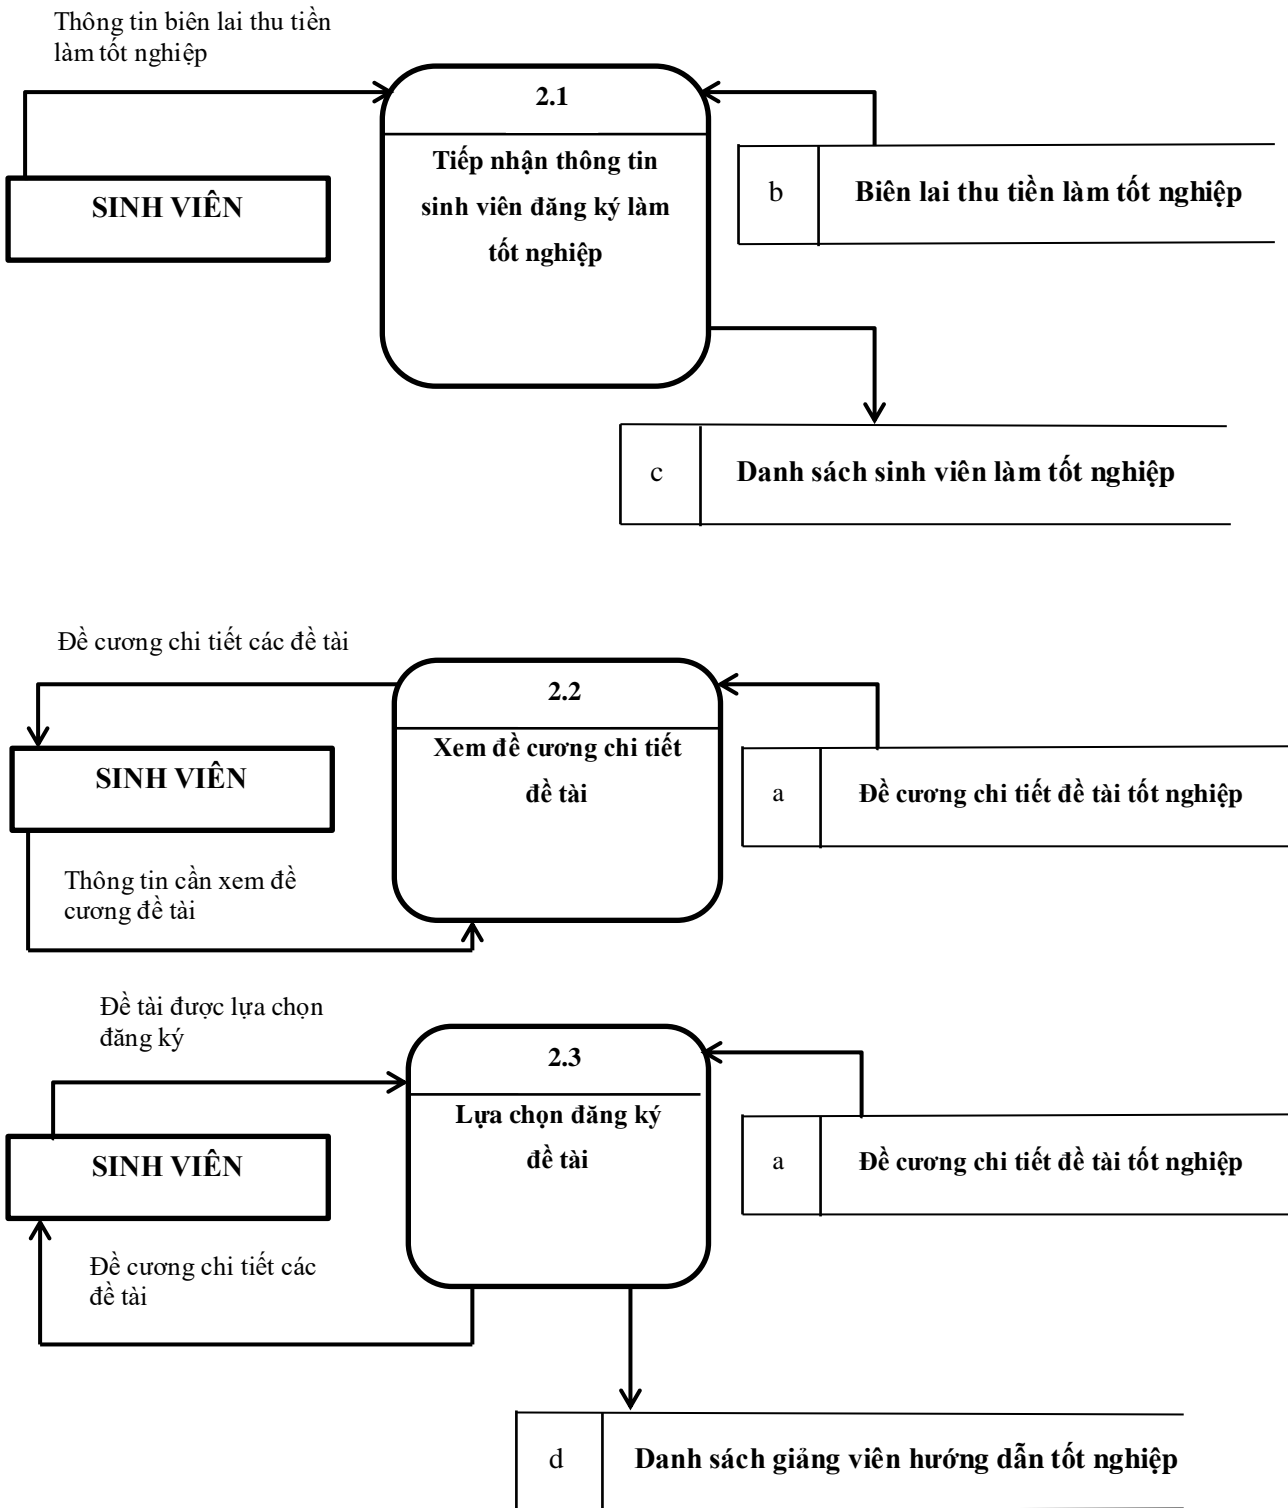 Thông tin biên lai thu tiền
làm tốt nghiệp
2.1
Tiếp nhận thông tin
sinh viên đăng ký làm
tốt nghiệp
SINH VIÊN
b
Biên lai thu tiền làm tốt nghiệp
c
Danh sách sinh viên làm tốt nghiệp
Đề cương chi tiết các đề tài
2.2
Xem đề cương chi tiết
đề tài
SINH VIÊN
a
Đề cương chi tiết đề tài tốt nghiệp
Thông tin cần xem đề
cương đề tài
Đề tài được lựa chọn
đăng ký
2.3
Lựa chọn đăng ký
đề tài
SINH VIÊN
a
Đề cương chi tiết đề tài tốt nghiệp
Đề cương chi tiết các
đề tài
d
Danh sách giảng viên hướng dẫn tốt nghiệp